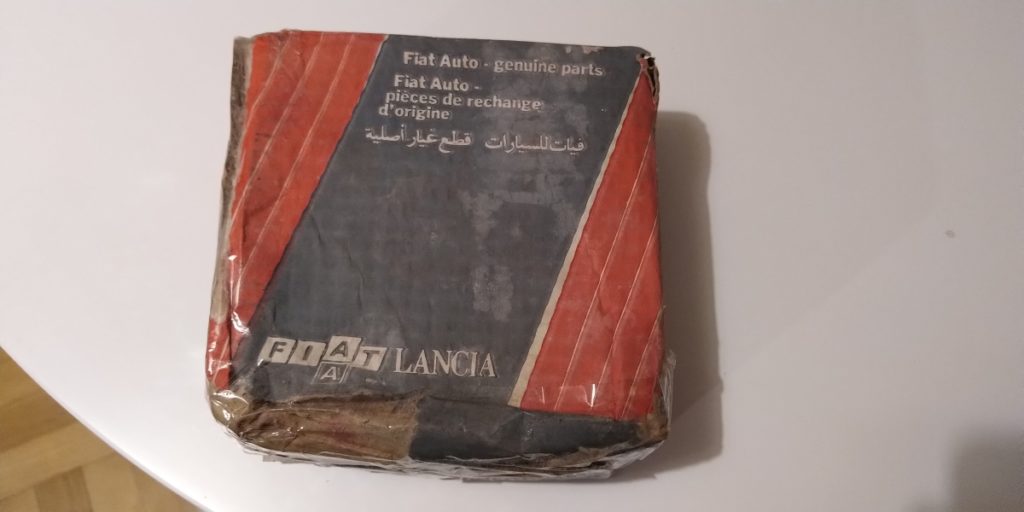 Fiat Auto - genuine parts
Fiat Auto -
pièces de rechange
d'origine
فيات للسيارات قطع غيار أصلية
FIAT LANCIA
A